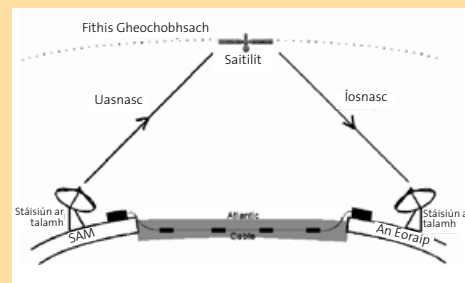 Fithis Gheochobhsach
Saitilít
Uasnasc
Íosnasc
Stáisiún ar
talamh
SAM
Atlantic
Cable
An Eoraip
Stáisiún a
talamh